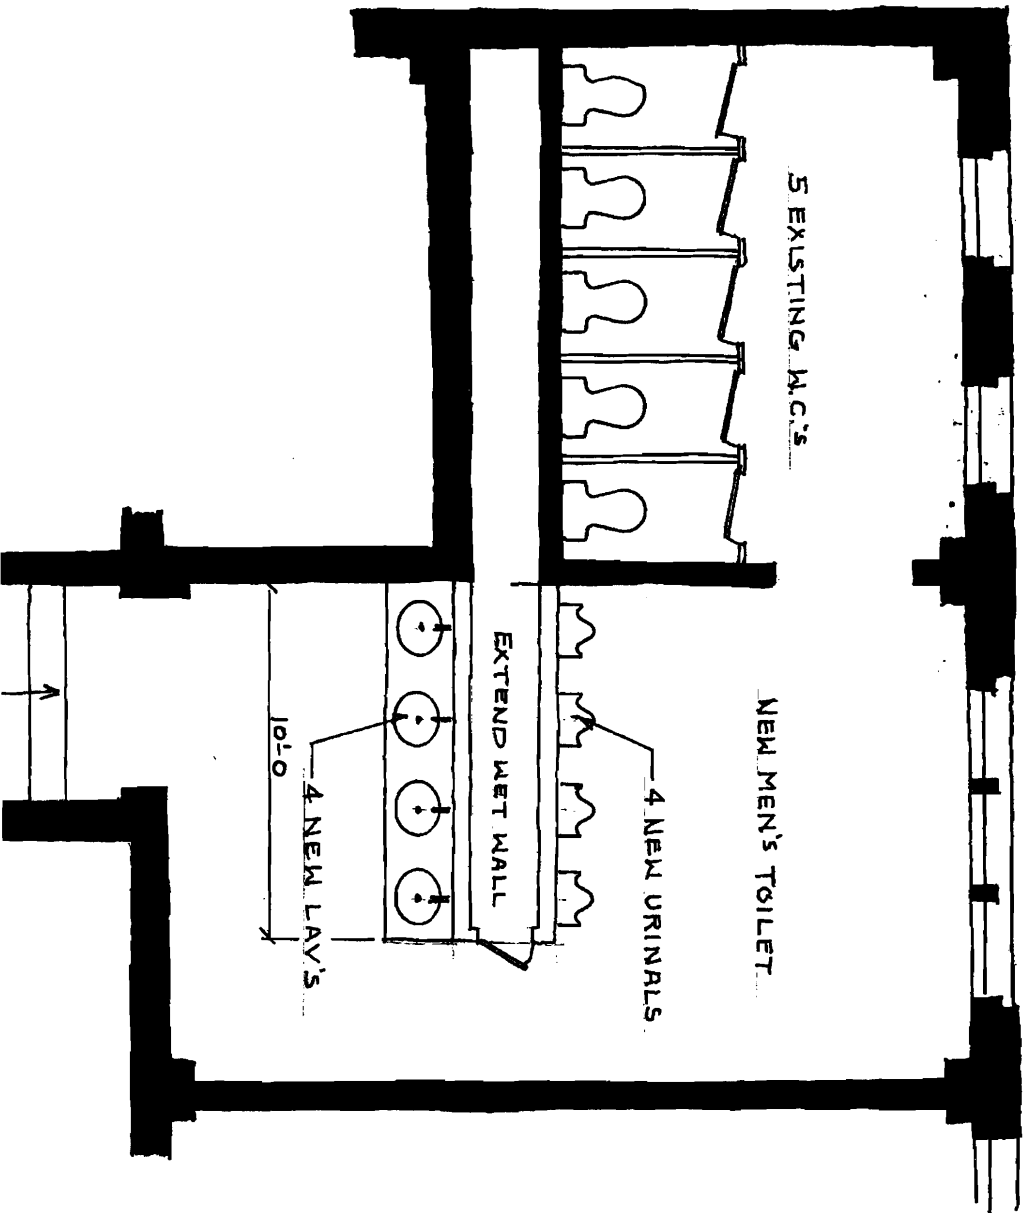 5 EXISTING W.C.'s
NEW MEN'S TOILET
4 NEW URINALS
EXTEND WET WALL
4 NEW LAV'S
10'-0